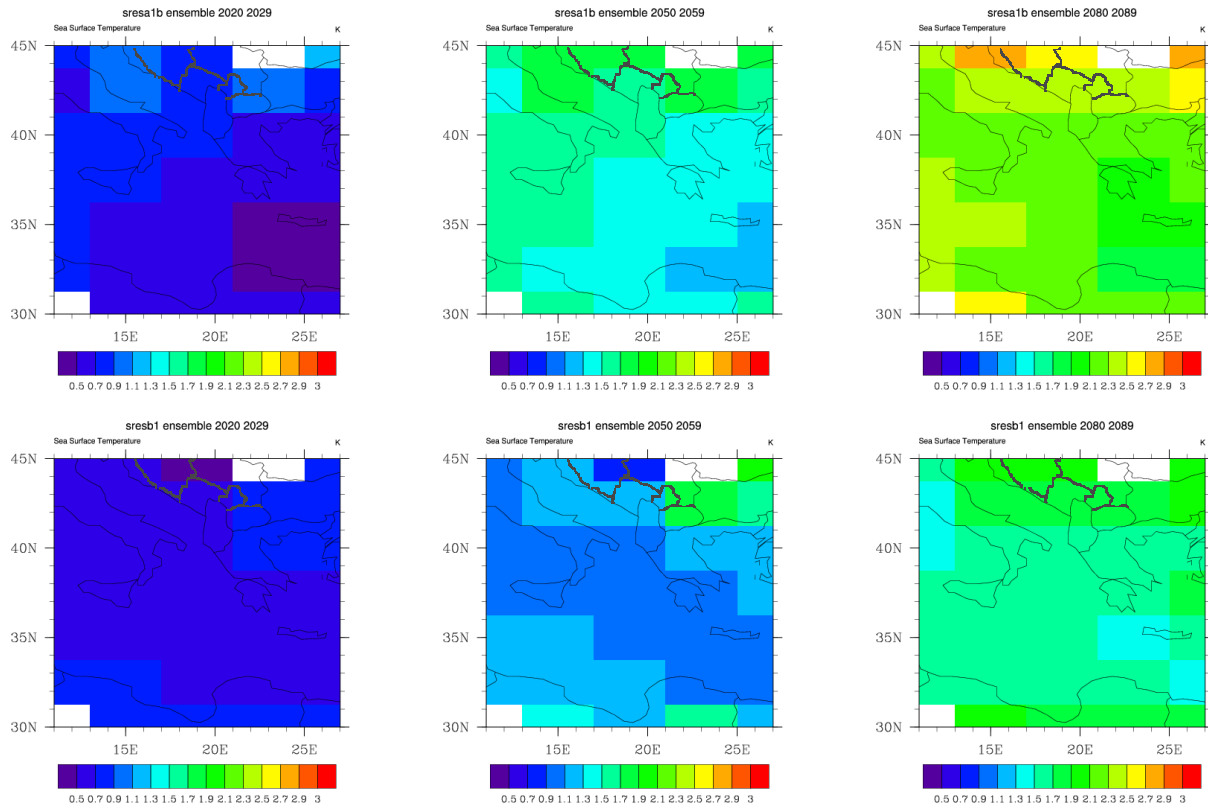 sresa1b ensemble 2020 2029
Sea Surface Temperature K
45N
40N
35N
30N
15E 20E 25E
0.5 0.7 0.9 1.1 1.3 1.5 1.7 1.9 2.1 2.3 2.5 2.7 2.9 3
sresa1b ensemble 2050 2059
Sea Surface Temperature K
45N
40N
35N
30N
15E 20E 25E
0.5 0.7 0.9 1.1 1.3 1.5 1.7 1.9 2.1 2.3 2.5 2.7 2.9 3
sresa1b ensemble 2080 2089
Sea Surface Temperature K
45N
40N
35N
30N
15E 20E 25E
0.5 0.7 0.9 1.1 1.3 1.5 1.7 1.9 2.1 2.3 2.5 2.7 2.9 3
sresb1 ensemble 2020 2029
Sea Surface Temperature K
45N
40N
35N
30N
15E 20E 25E
0.5 0.7 0.9 1.1 1.3 1.5 1.7 1.9 2.1 2.3 2.5 2.7 2.9 3
sresb1 ensemble 2050 2059
Sea Surface Temperature K
45N
40N
35N
30N
15E 20E 25E
0.5 0.7 0.9 1.1 1.3 1.5 1.7 1.9 2.1 2.3 2.5 2.7 2.9 3
sresb1 ensemble 2080 2089
Sea Surface Temperature K
45N
40N
35N
30N
15E 20E 25E
0.5 0.7 0.9 1.1 1.3 1.5 1.7 1.9 2.1 2.3 2.5 2.7 2.9 3